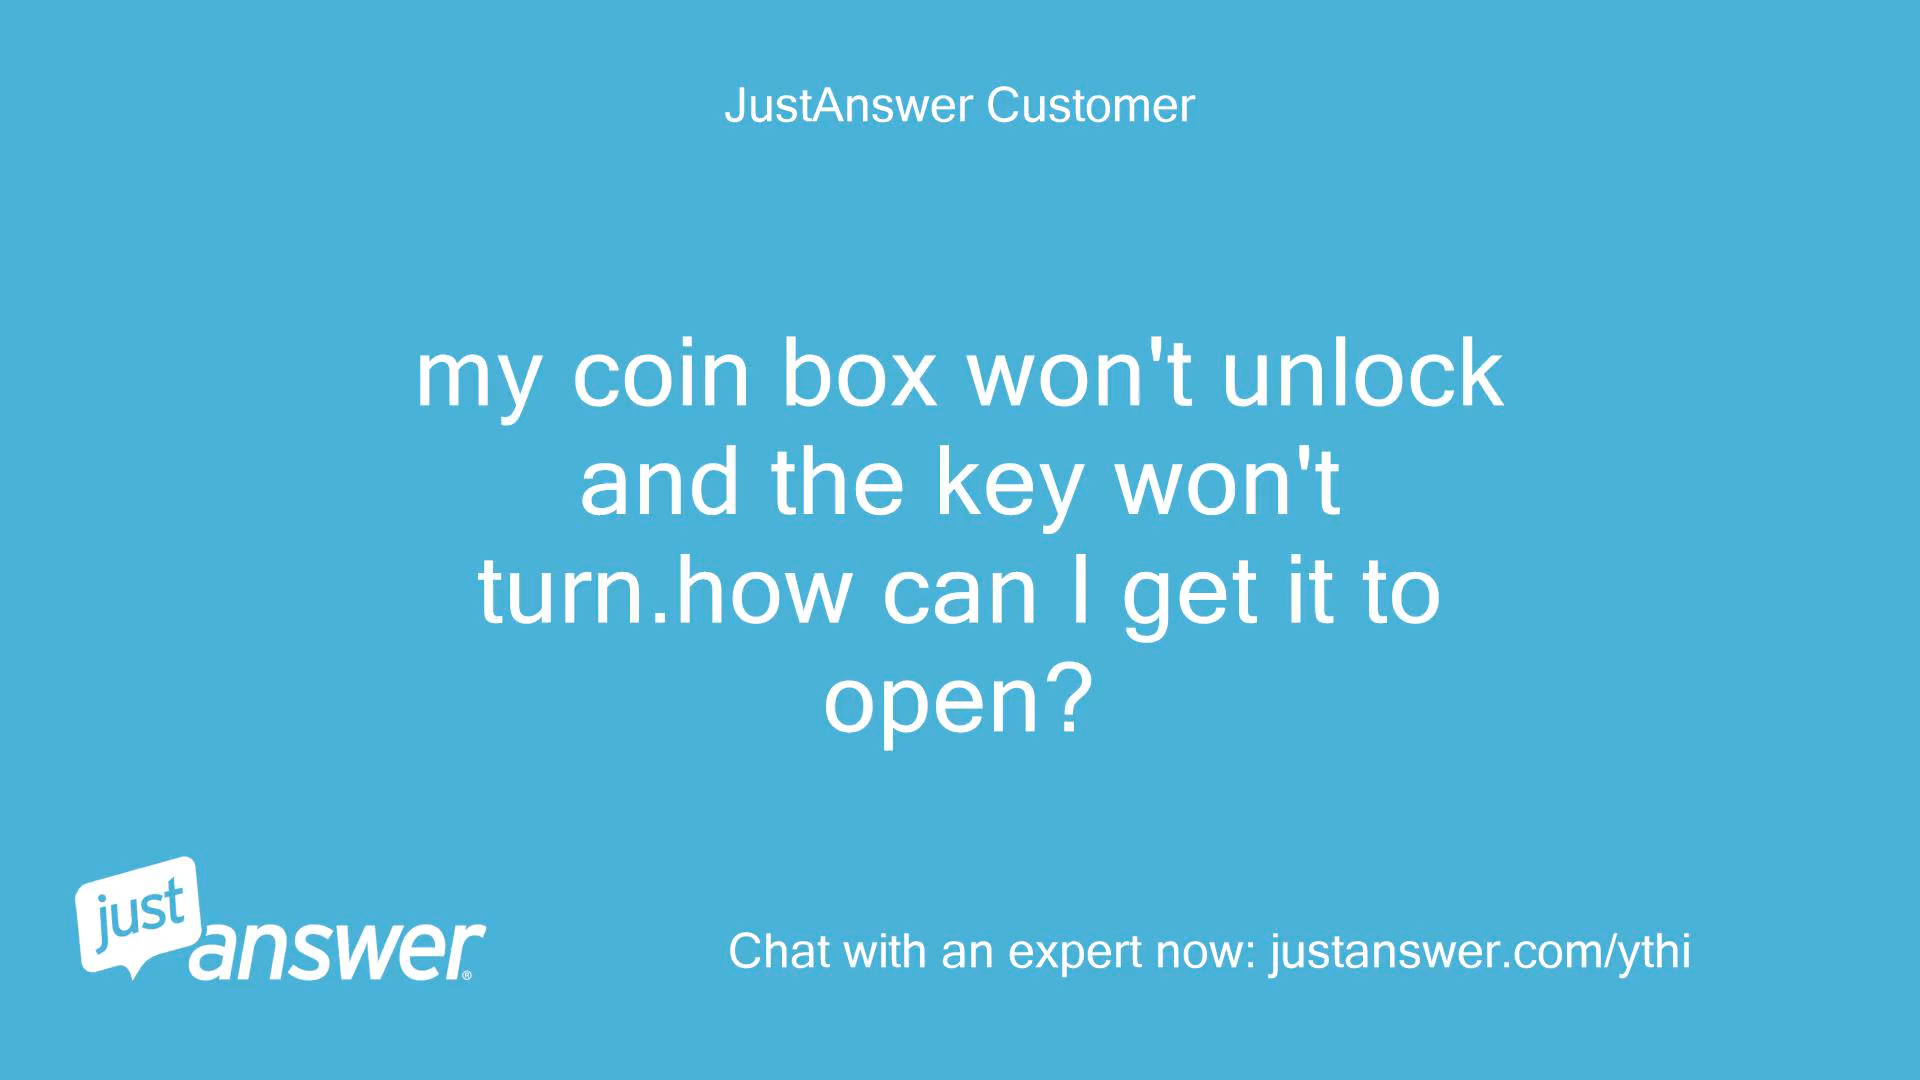 JustAnswer Customer
my coin box won't unlock
and the key won't
turn.how can I get it to
open?
just
answer®
Chat with an expert now: justanswer.com/ythi